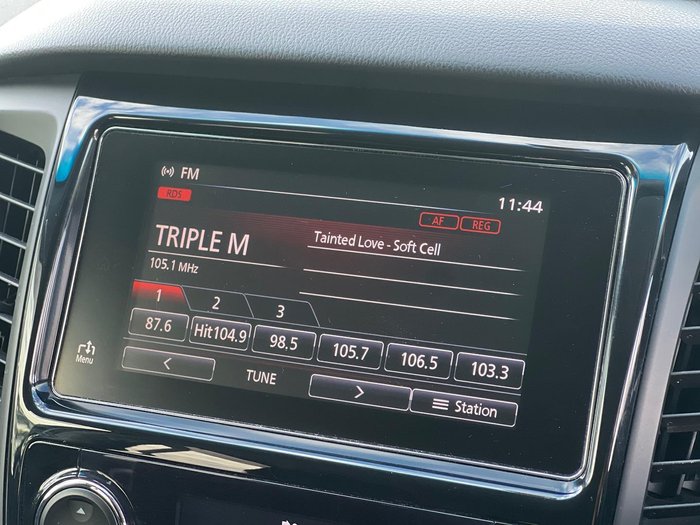 FM
11:44
RDS
AF REG
TRIPLE M
Tainted Love - Soft Cell
105.1 MHz
1 2 3
87.6 Hit104.9 98.5 105.7 106.5 103.3
Menu
< TUNE > Station